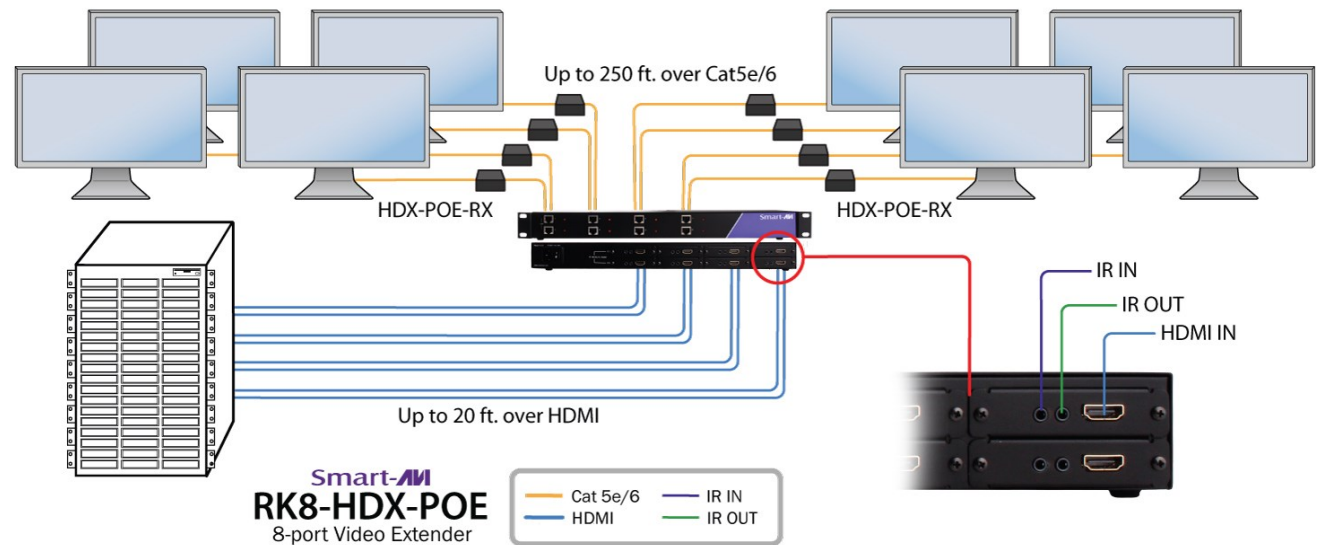 Up to 250 ft. over Cat5e/6
HDX-POE-RX
HDX-POE-RX
Smart-AVI
IR IN
IR OUT
HDMI IN
Up to 20 ft. over HDMI
Smart-AVI
RK8-HDX-POE
8-port Video Extender
Cat 5e/6
IR IN
HDMI
IR OUT